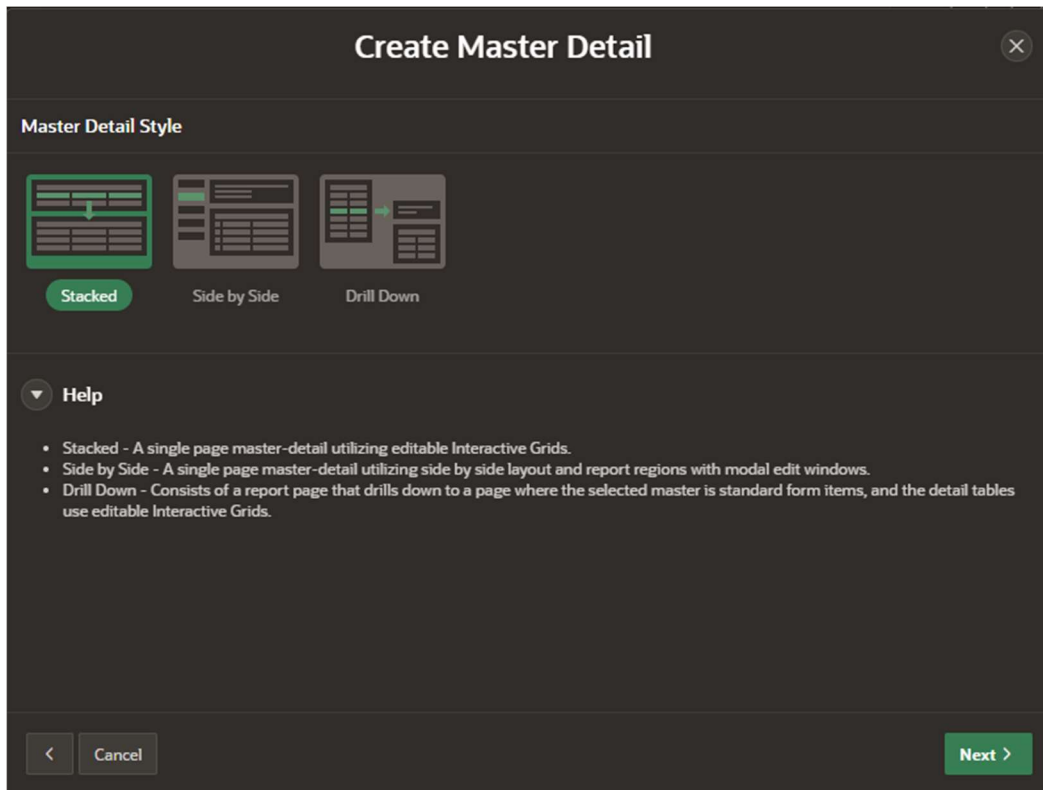 Create Master Detail
Master Detail Style
Stacked
Side by Side
Drill Down
Help
• Stacked - A single page master-detail utilizing editable Interactive Grids.
• Side by Side - A single page master-detail utilizing side by side layout and report regions with modal edit windows.
• Drill Down - Consists of a report page that drills down to a page where the selected master is standard form items, and the detail tables
use editable Interactive Grids.
Cancel
Next